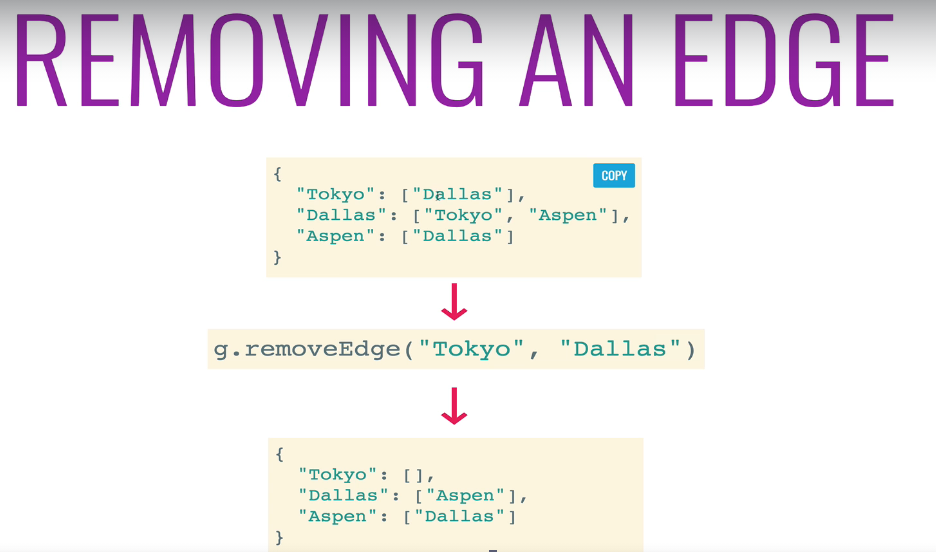 REMOVING AN EDGE
{
COPY
"Tokyo": ["Dallas"],
"Dallas": ["Tokyo", "Aspen"],
"Aspen": ["Dallas"]
}
g.removeEdge("Tokyo", "Dallas")
{
"Tokyo": [],
"Dallas": ["Aspen"],
"Aspen": ["Dallas"]
}